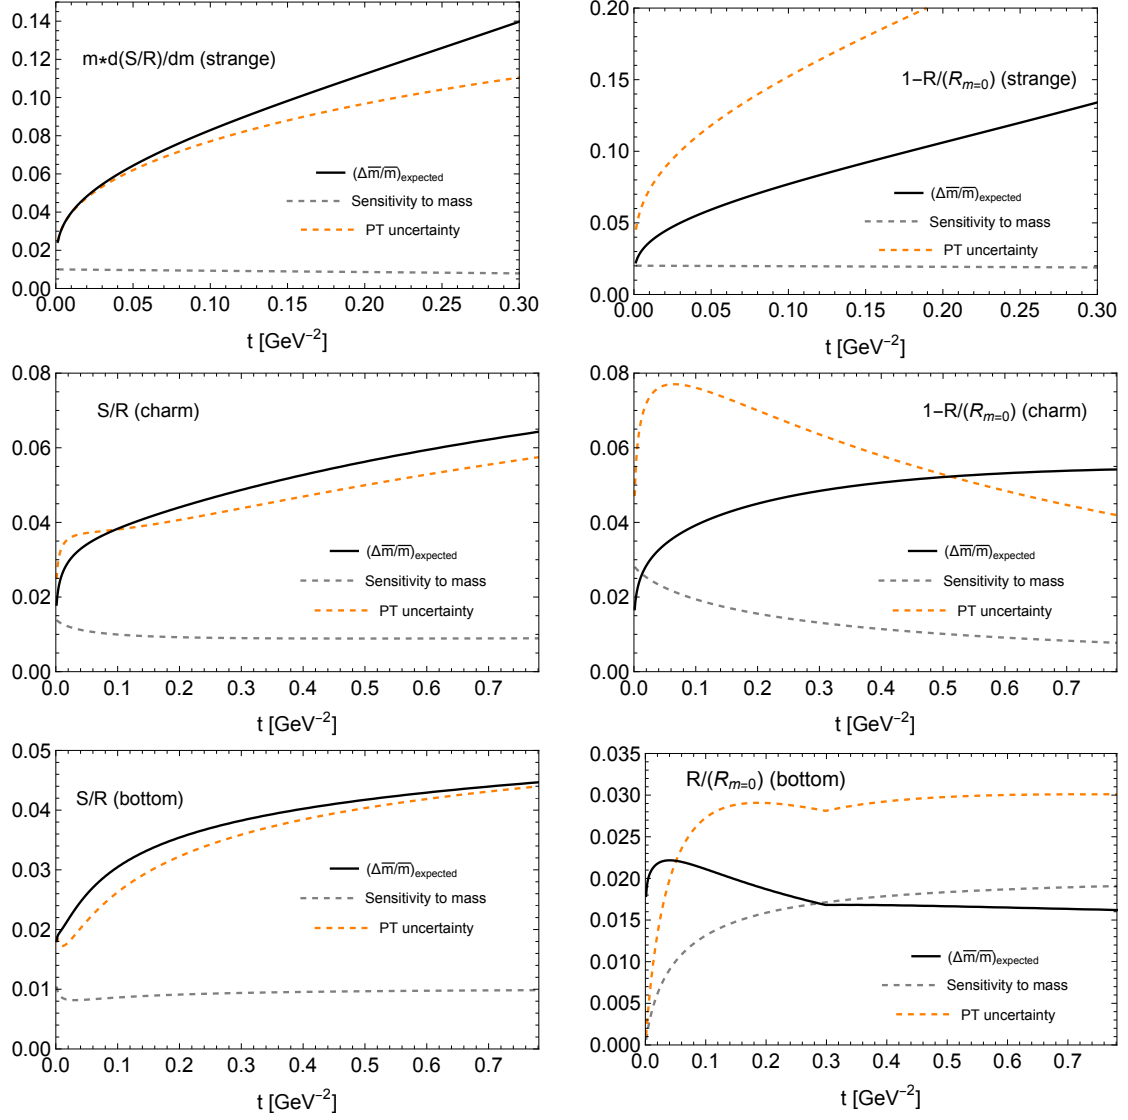 m*d(S/R)/dm (strange)
(Δm̅/m̅)expected
Sensitivity to mass
PT uncertainty
0.00
0.02
0.04
0.06
0.08
0.10
0.12
0.14
0.00 0.05 0.10 0.15 0.20 0.25 0.30
t [GeV⁻²]
1−R/(Rm=0) (strange)
(Δm̅/m̅)expected
Sensitivity to mass
PT uncertainty
0.00
0.05
0.10
0.15
0.20
0.00 0.05 0.10 0.15 0.20 0.25 0.30
t [GeV⁻²]
S/R (charm)
(Δm̅/m̅)expected
Sensitivity to mass
PT uncertainty
0.00
0.02
0.04
0.06
0.08
0.0 0.1 0.2 0.3 0.4 0.5 0.6 0.7
t [GeV⁻²]
1−R/(Rm=0) (charm)
(Δm̅/m̅)expected
Sensitivity to mass
PT uncertainty
0.00
0.02
0.04
0.06
0.08
0.0 0.1 0.2 0.3 0.4 0.5 0.6 0.7
t [GeV⁻²]
S/R (bottom)
(Δm̅/m̅)expected
Sensitivity to mass
PT uncertainty
0.00
0.01
0.02
0.03
0.04
0.05
0.0 0.1 0.2 0.3 0.4 0.5 0.6 0.7
t [GeV⁻²]
R/(Rm=0) (bottom)
(Δm̅/m̅)expected
Sensitivity to mass
PT uncertainty
0.000
0.005
0.010
0.015
0.020
0.025
0.030
0.035
0.0 0.1 0.2 0.3 0.4 0.5 0.6 0.7
t [GeV⁻²]